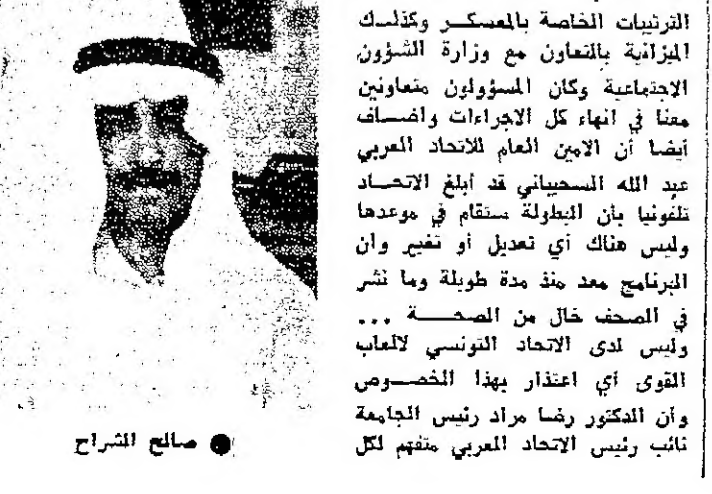 الترتيبات الخاصة بالمعسكر وكذلك
الميزانية بالتعاون مع وزارة الشؤون
الاجتماعية وكان المسؤولون متعاونين
معنا في انهاء كل الاجراءات واضاف
أيضا أن الامين العام للاتحاد العربي
عبد الله السحيباني قد أبلغ الاتحاد
تلفونيا بأن البطولة ستقام في موعدها
وليس هناك أي تعديل أو تغيير وان
البرنامج معد منذ مدة طويلة وما نشر
في الصحف خال من الصحة ...
وليس لدى الاتحاد التونسي لالعاب
القوى أي اعتذار بهذا الخصوص
وأن الدكتور رضا مراد رئيس الجامعة
نائب رئيس الاتحاد العربي متفهم لكل
● صالح الشراح